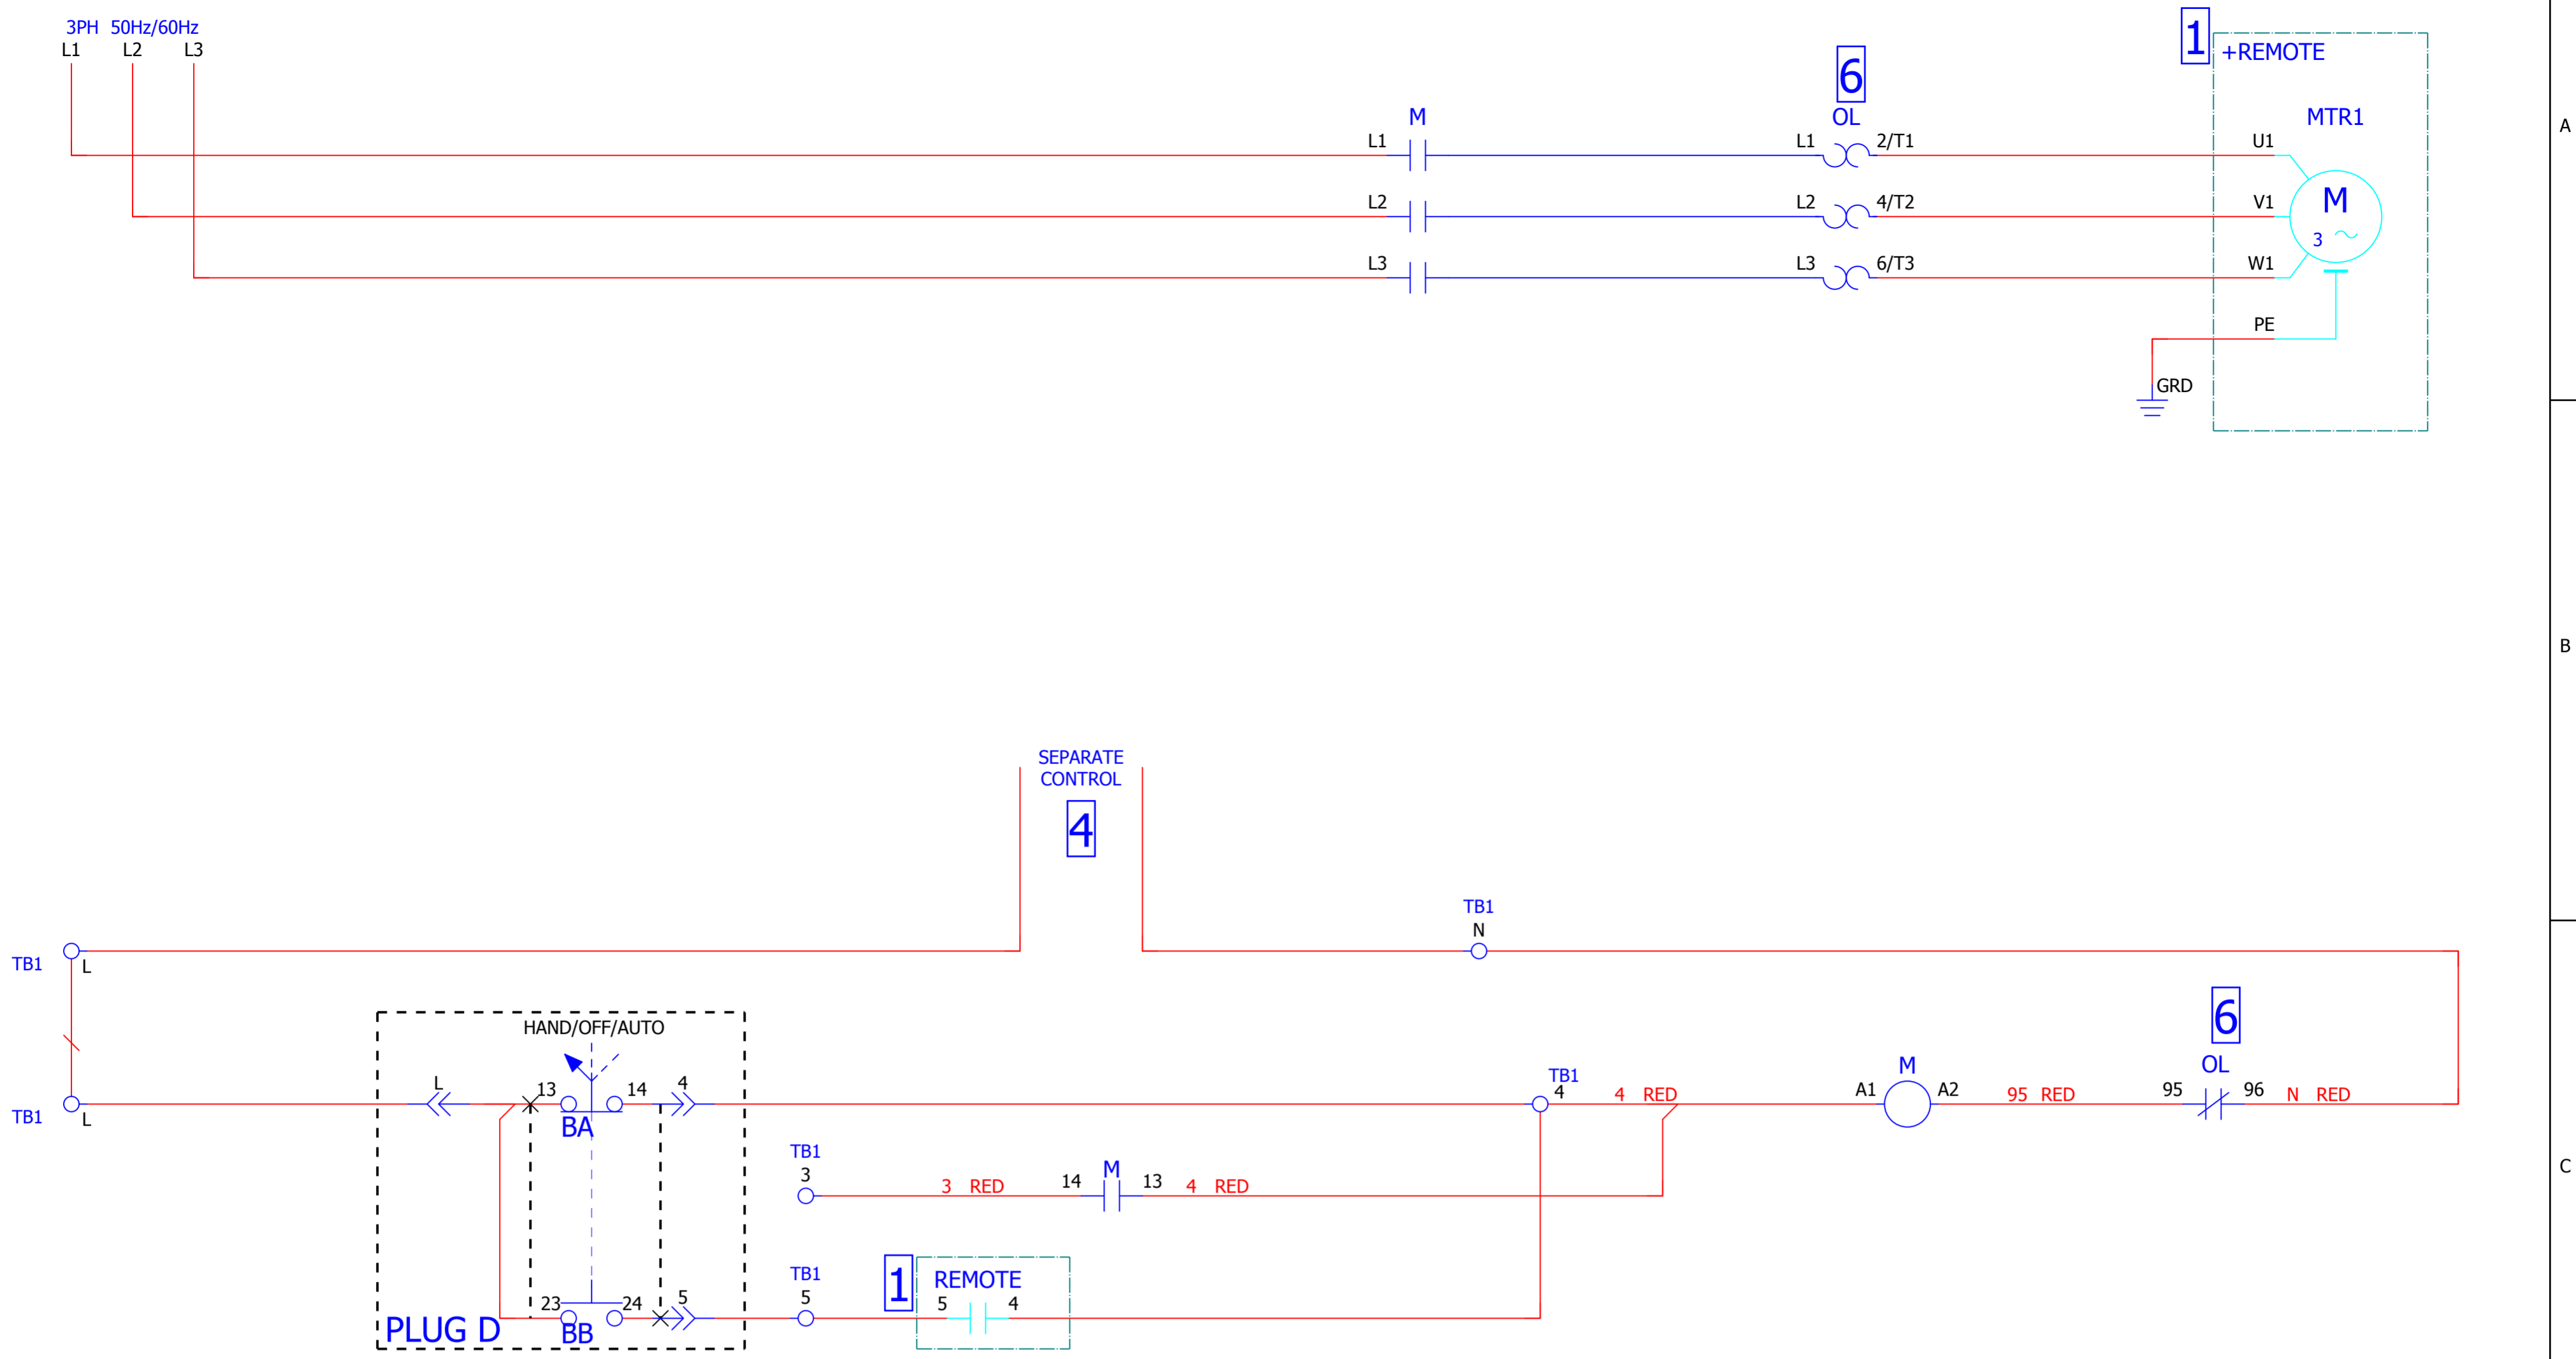 3PH 50Hz/60Hz
L1 L2 L3
1
+REMOTE
6
M
OL
MTR1
A
L1
L1 2/T1
U1
L2
L2 4/T2
V1
M
3
L3
L3 6/T3
W1
PE
GRD
B
SEPARATE
CONTROL
4
TB1
N
TB1 L
6
HAND/OFF/AUTO
OL
M
TB1
4
L
13
14
4
4 RED
A1
A2
95 RED
95
96
N RED
TB1 L
BA
TB1
3
3 RED
14
M
13
4 RED
C
TB1
5
1
REMOTE
5
4
23
24
5
PLUG D
BB